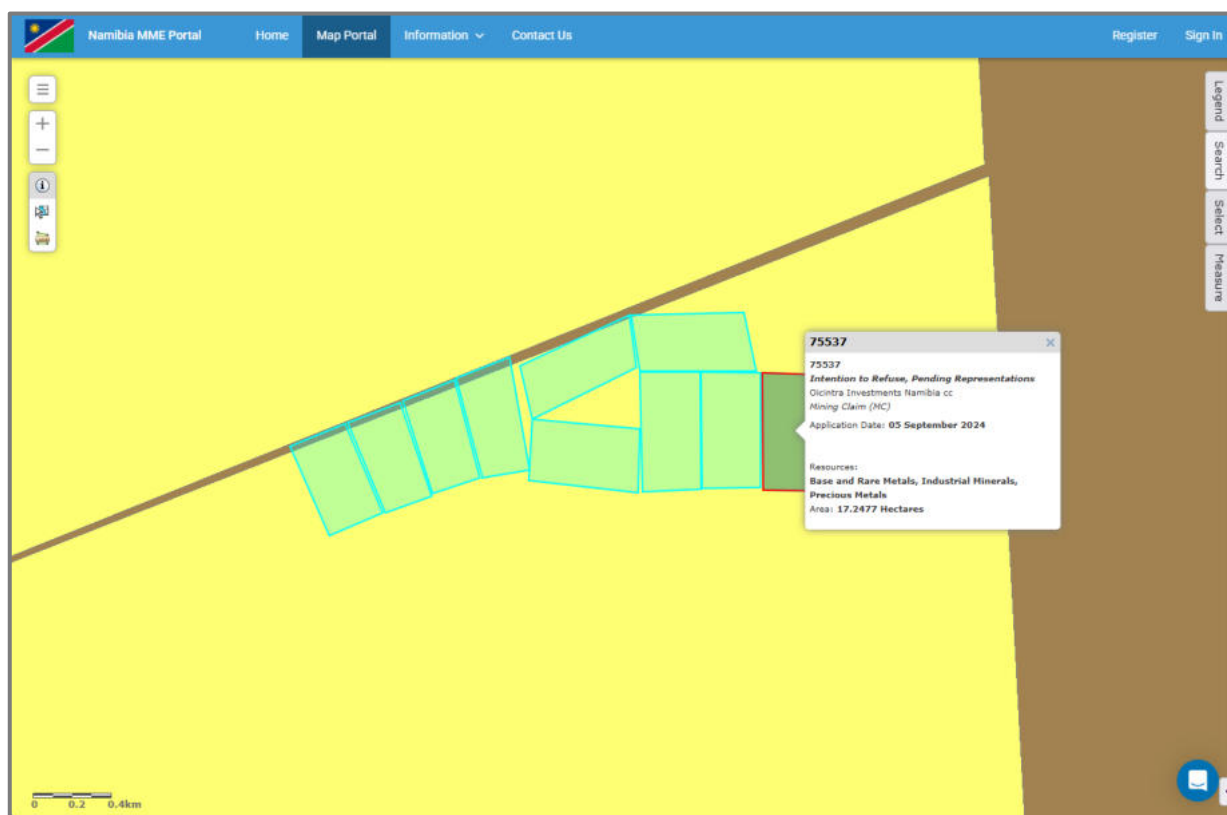 Namibia MME Portal Home Map Portal Information Contact Us Register Sign In
Legend
Search
Select
Measure
75537
75537
Intention to Refuse, Pending Representations
Oicintra Investments Namibia cc
Mining Claim (MC)
Application Date: 05 September 2024
Resources:
Base and Rare Metals, Industrial Minerals,
Precious Metals
Area: 17.2477 Hectares
0 0.2 0.4km